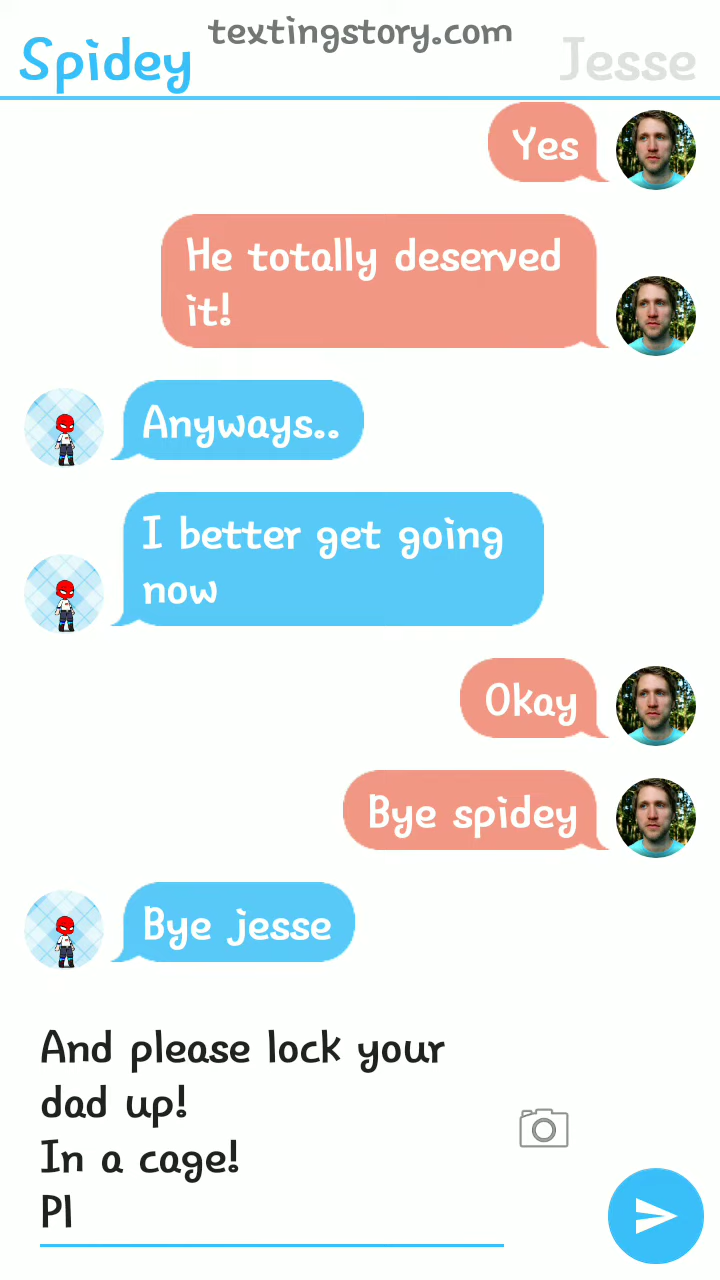 textingstory.com
Spidey
Jesse
Yes
He totally deserved
it!
Anyways..
I better get going
now
Okay
Bye spidey
Bye jesse
And please lock your
dad up!
In a cage!
Pl